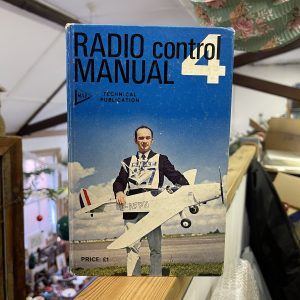 RADIO control
MANUAL 4
TECHNICAL
PUBLICATION
PRICE: £1